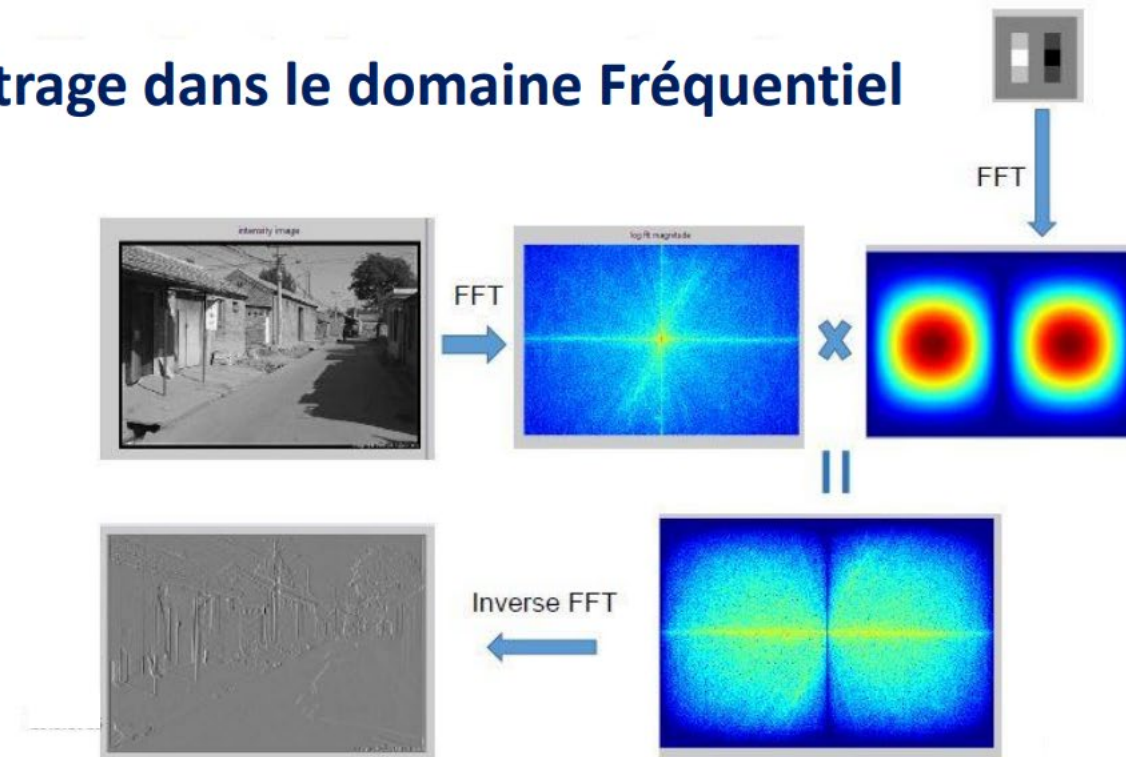 trage dans le domaine Fréquentiel
FFT
intensity image
log fft magnitude
FFT
Inverse FFT